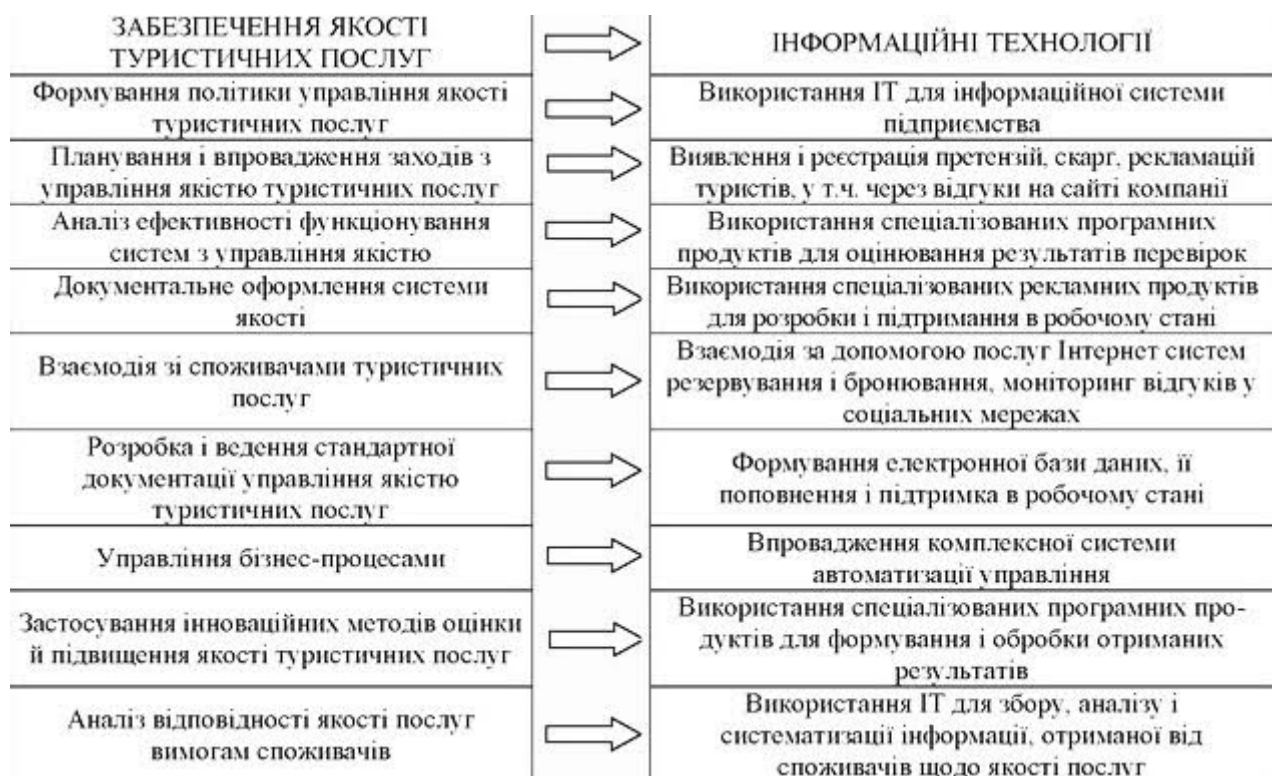 ЗАБЕЗПЕЧЕННЯ ЯКОСТІ
ТУРИСТИЧНИХ ПОСЛУГ
ІНФОРМАЦІЙНІ ТЕХНОЛОГІЇ
Формування політики управління якості
туристичних послуг
Використання ІТ для інформаційної системи
підприємства
Планування і впровадження заходів з
управління якістю туристичних послуг
Виявлення і реєстрація претензій, скарг, рекламацій
туристів, у т.ч. через відгуки на сайті компанії
Аналіз ефективності функціонування
систем з управління якістю
Використання спеціалізованих програмних
продуктів для оцінювання результатів перевірок
Документальне оформлення системи
якості
Використання спеціалізованих рекламних продуктів
для розробки і підтримання в робочому стані
Взаємодія зі споживачами туристичних
послуг
Взаємодія за допомогою послуг Інтернет систем
резервування і бронювання, моніторинг відгуків у
соціальних мережах
Розробка і ведення стандартної
документації управління якістю
туристичних послуг
Формування електронної бази даних, її
поповнення і підтримка в робочому стані
Управління бізнес-процесами
Впровадження комплексної системи
автоматизації управління
Застосування інноваційних методів оцінки
й підвищення якості туристичних послуг
Використання спеціалізованих програмних про-
дуктів для формування і обробки отриманих
результатів
Аналіз відповідності якості послуг
вимогам споживачів
Використання ІТ для збору, аналізу і
систематизації інформації, отриманої від
споживачів щодо якості послуг